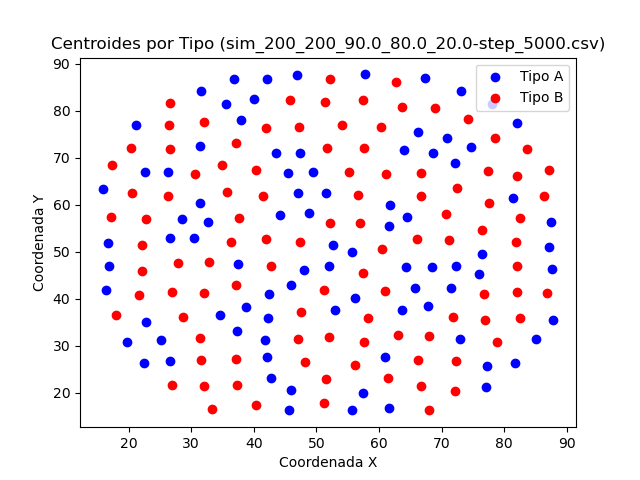 Centroides por Tipo (sim_200_200_90.0_80.0_20.0-step_5000.csv)
Tipo A
Tipo B
Coordenada Y
90
80
70
60
50
40
30
20
20 30 40 50 60 70 80 90
Coordenada X